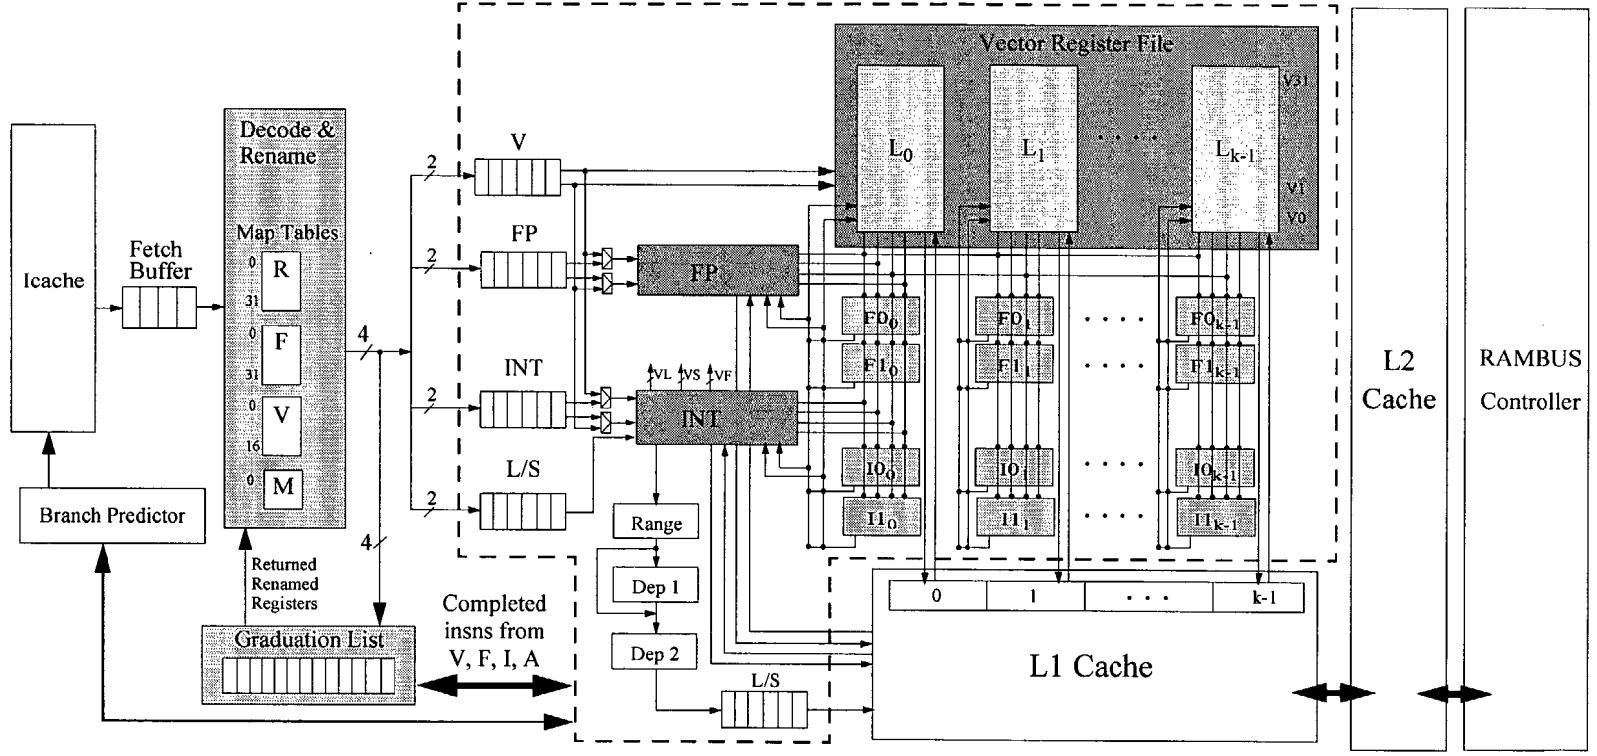 Icache
Fetch
Buffer
Branch Predictor
Decode &
Rename
Map Tables
0
R
31
0
F
31
0
V
16
0
M
4
4
Returned
Renamed
Registers
Graduation List
Completed
insns from
V, F, I, A
2
V
2
FP
2
INT
2
L/S
FP
VL
VS
VF
INT
Range
Dep 1
Dep 2
L/S
Vector Register File
L0
L1
. . . .
Lk-1
V31
V1
V0
F00
F01
. . . .
F0k-1
F10
F11
. . . .
F1k-1
I00
I01
. . . .
I0k-1
I10
I11
. . . .
I1k-1
0
1
. . .
k-1
L1 Cache
L2
Cache
RAMBUS
Controller